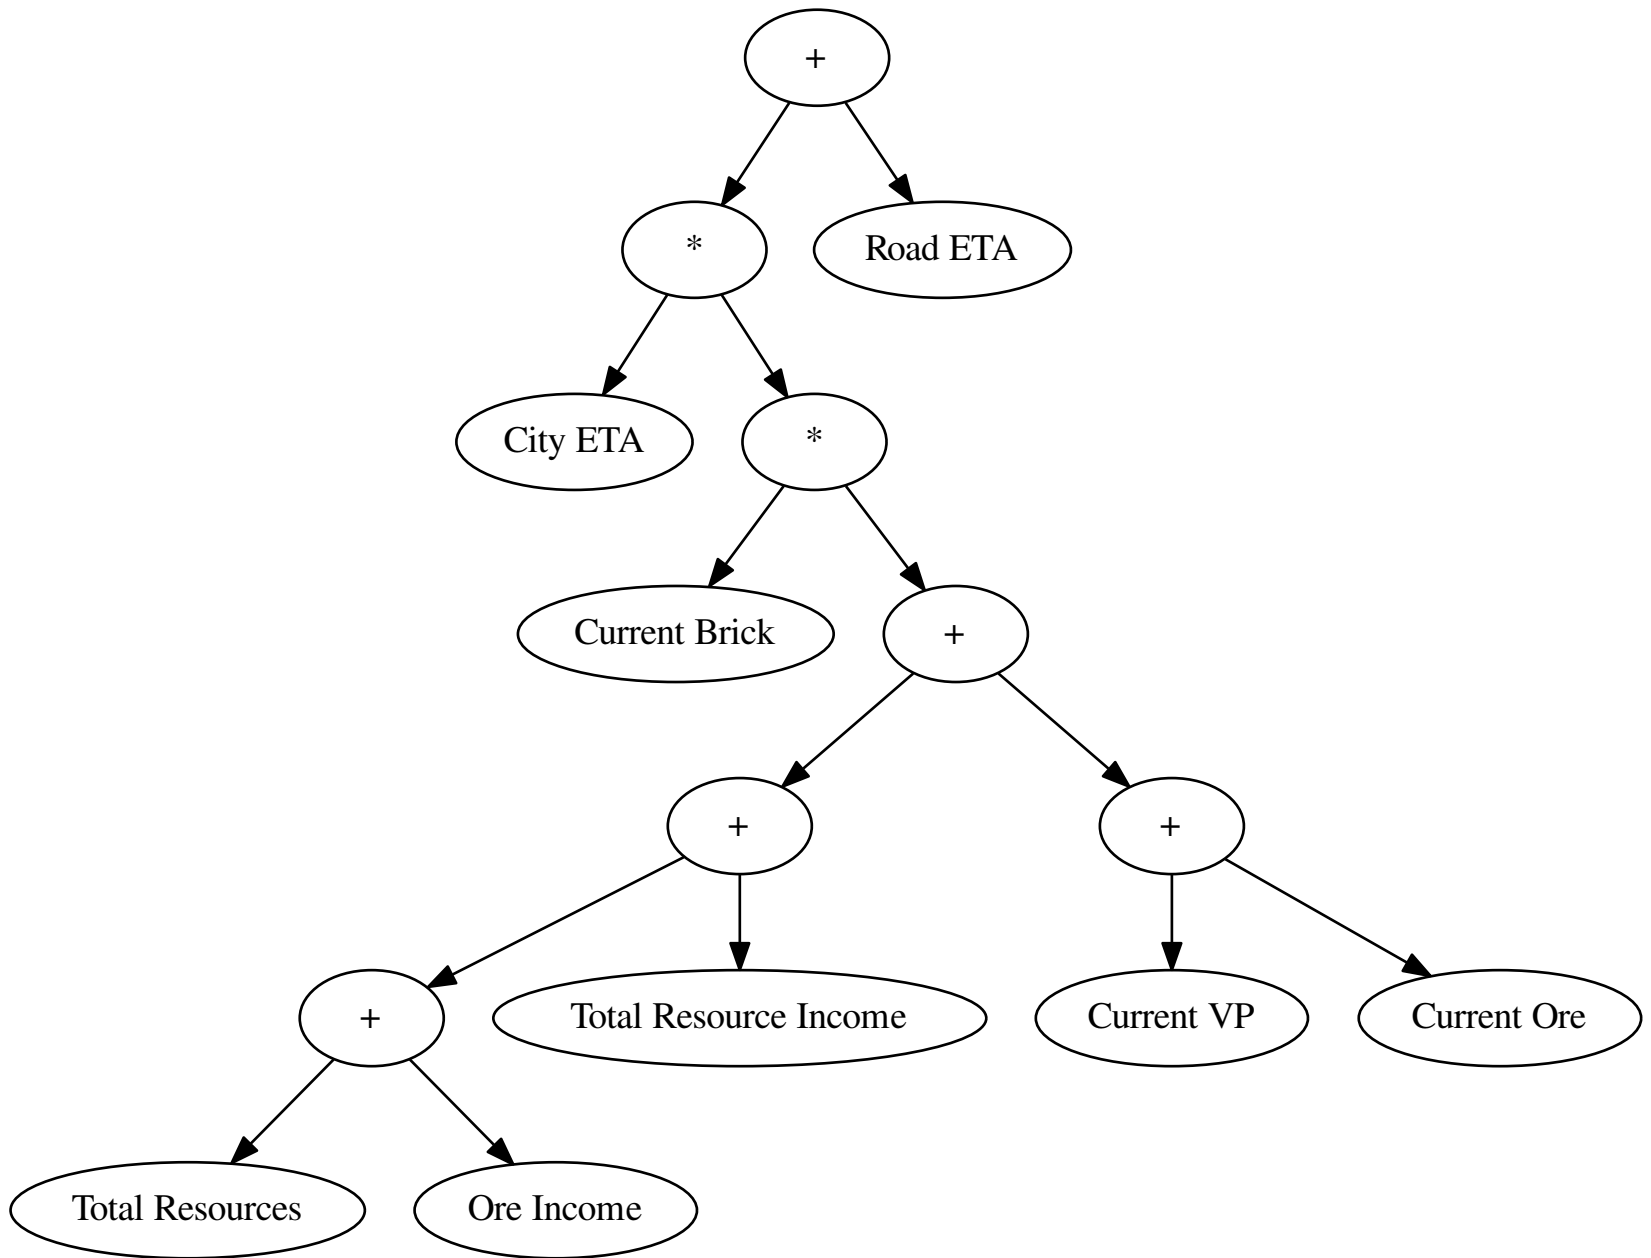 +
*
Road ETA
City ETA
*
Current Brick
+
+
+
+
Total Resource Income
Current VP
Current Ore
Total Resources
Ore Income